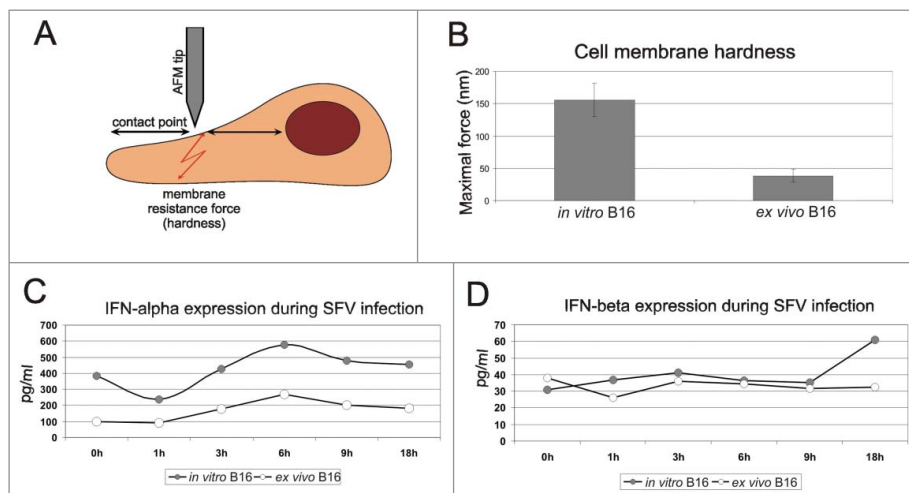 A
AFM tip
contact point
membrane
resistance force
(hardness)
B
Cell membrane hardness
Maximal force (nm)
200
150
100
50
0
in vitro B16
ex vivo B16
C
IFN-alpha expression during SFV infection
pg/ml
700
600
500
400
300
200
100
0
0h 1h 3h 6h 9h 18h
in vitro B16 ex vivo B16
D
IFN-beta expression during SFV infection
pg/ml
70
60
50
40
30
20
10
0
0h 1h 3h 6h 9h 18h
in vitro B16 ex vivo B16